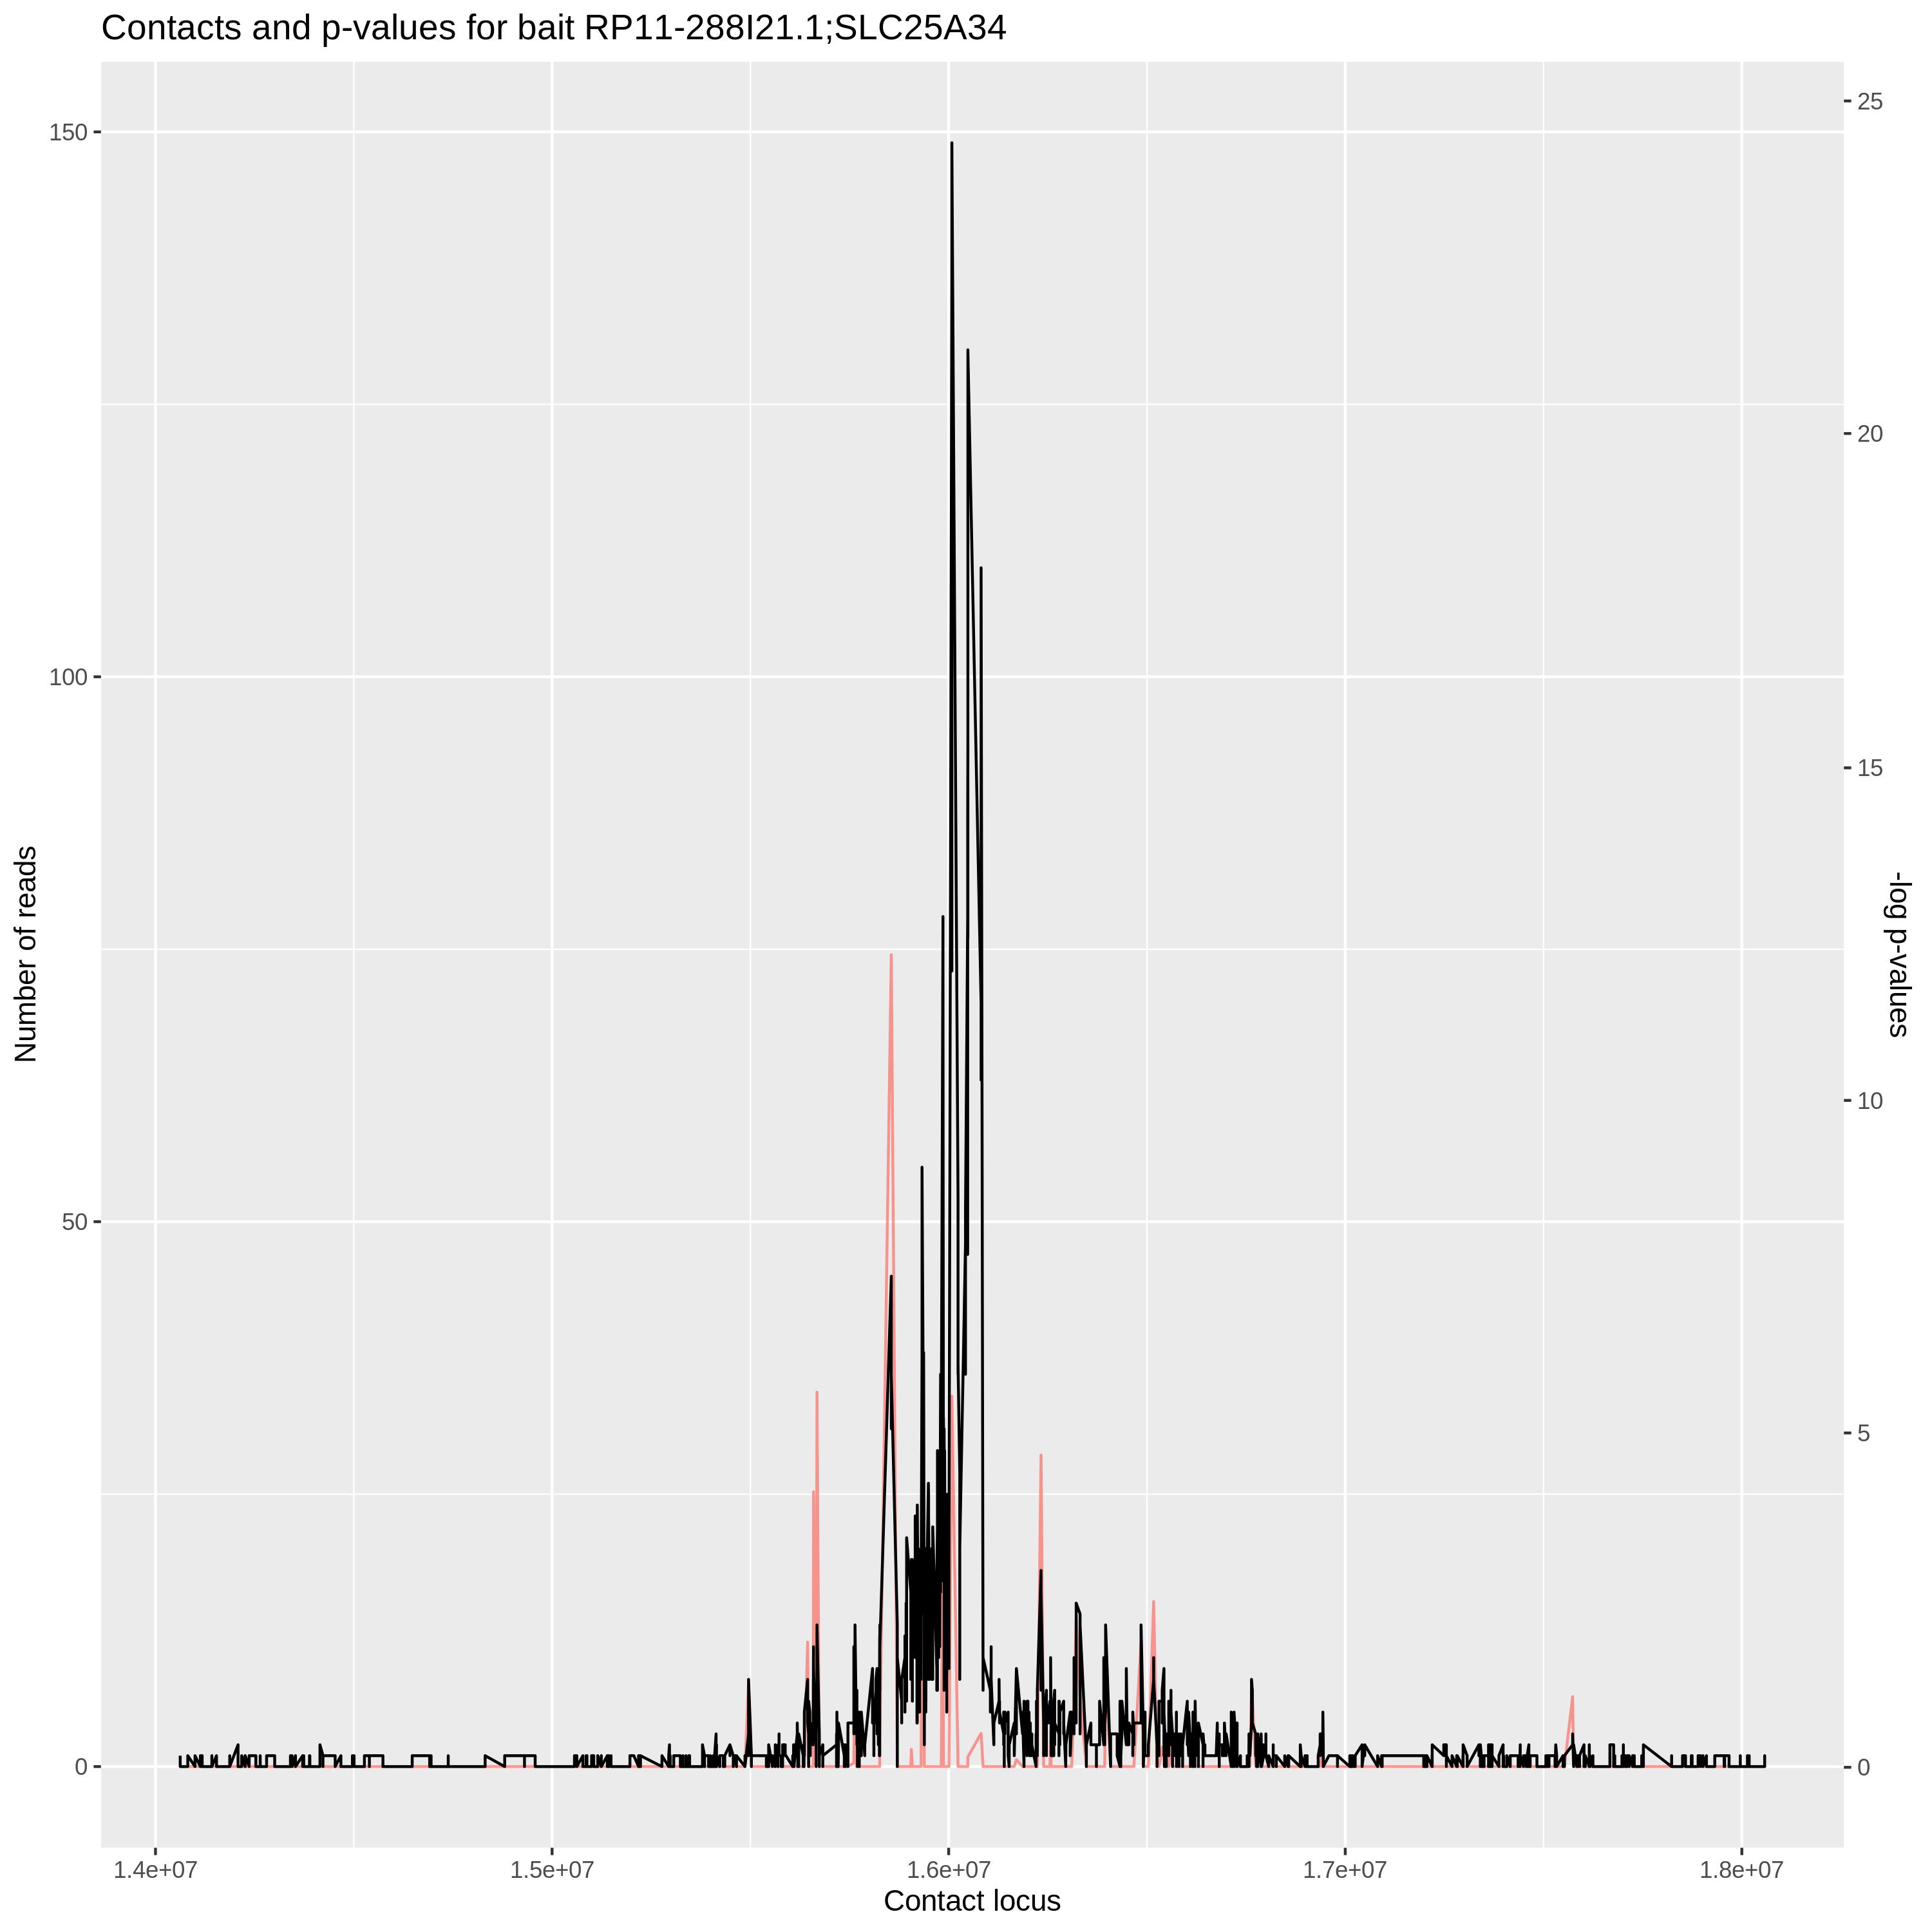 Contacts and p-values for bait RP11-288I21.1;SLC25A34
150
100
50
0
Number of reads
25
20
15
10
5
0
-log p-values
1.4e+07
1.5e+07
1.6e+07
1.7e+07
1.8e+07
Contact locus